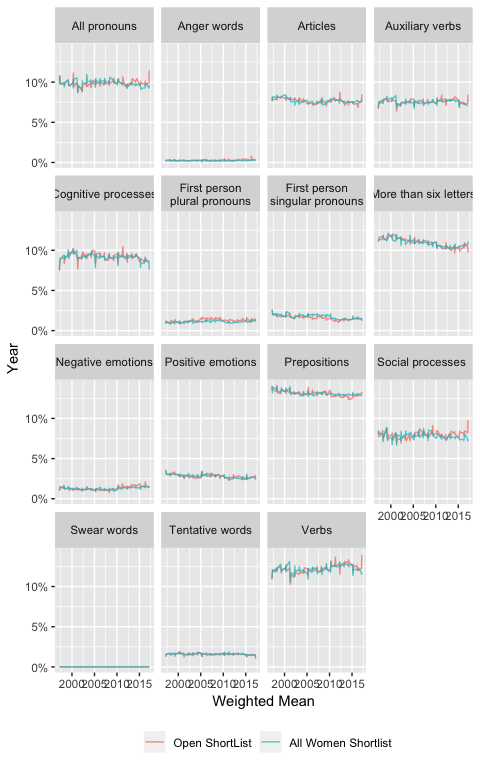 All pronouns Anger words Articles Auxiliary verbs
10%
5%
0%
Cognitive processes First person plural pronouns First person singular pronouns More than six letters
10%
5%
0%
Negative emotions Positive emotions Prepositions Social processes
10%
5%
0%
2000 2005 2010 2015
Swear words Tentative words Verbs
10%
5%
0%
2000 2005 2010 2015 2000 2005 2010 2015 2000 2005 2010 2015
Year
Weighted Mean
Open ShortList All Women Shortlist